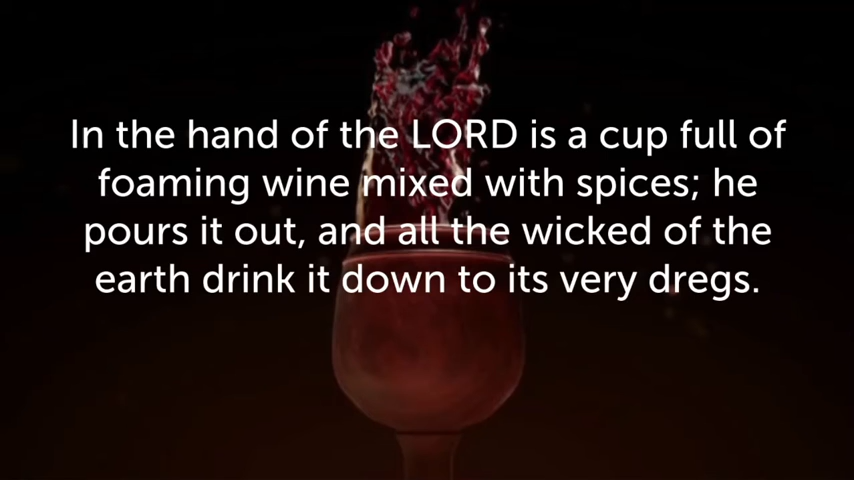 In the hand of the LORD is a cup full of
foaming wine mixed with spices; he
pours it out, and all the wicked of the
earth drink it down to its very dregs.